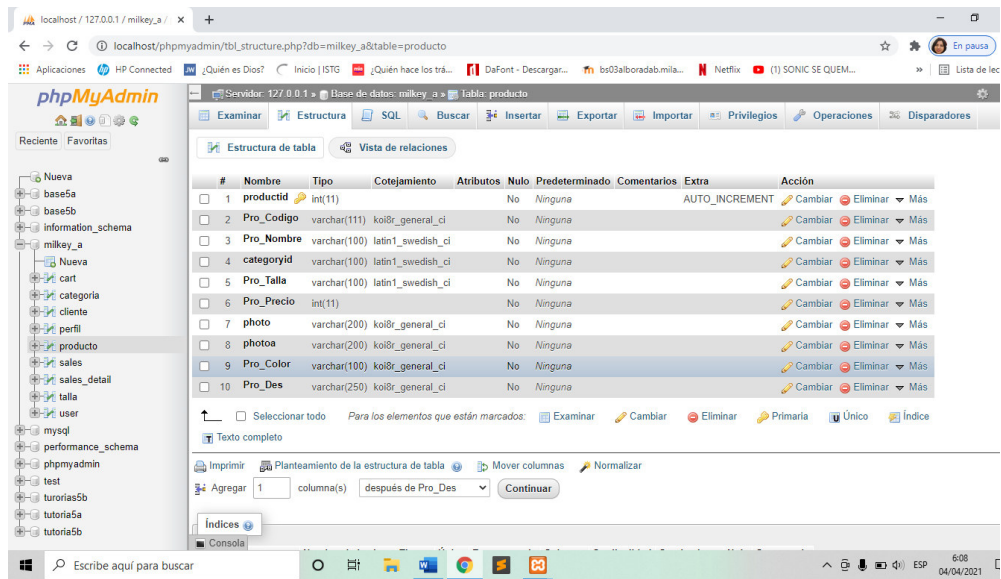 localhost / 127.0.0.1 / milkey_a /
localhost/phpmyadmin/tbl_structure.php?db=milkey_a&table=producto
En pausa
Aplicaciones HP Connected ¿Quién es Dios? Inicio | ISTG ¿Quién hace los trá... DaFont - Descargar... bs03alboradab.mila... Netflix (1) SONIC SE QUEM... » Lista de lec
phpMyAdmin
Reciente Favoritas
Nueva
base5a
base5b
information_schema
milkey_a
Nueva
cart
categoria
cliente
perfil
producto
sales
sales_detail
talla
user
mysql
performance_schema
phpmyadmin
test
turorias5b
tutoria5a
tutoria5b
Servidor: 127.0.0.1 » Base de datos: milkey_a » Tabla: producto
Examinar Estructura SQL Buscar Insertar Exportar Importar Privilegios Operaciones Disparadores
Estructura de tabla Vista de relaciones
# Nombre Tipo Cotejamiento Atributos Nulo Predeterminado Comentarios Extra Acción
1 productid int(11) No Ninguna AUTO_INCREMENT Cambiar Eliminar Más
2 Pro_Codigo varchar(111) koi8r_general_ci No Ninguna Cambiar Eliminar Más
3 Pro_Nombre varchar(100) latin1_swedish_ci No Ninguna Cambiar Eliminar Más
4 categoryid varchar(100) latin1_swedish_ci No Ninguna Cambiar Eliminar Más
5 Pro_Talla varchar(100) latin1_swedish_ci No Ninguna Cambiar Eliminar Más
6 Pro_Precio int(11) No Ninguna Cambiar Eliminar Más
7 photo varchar(200) koi8r_general_ci No Ninguna Cambiar Eliminar Más
8 photoa varchar(200) koi8r_general_ci No Ninguna Cambiar Eliminar Más
9 Pro_Color varchar(100) koi8r_general_ci No Ninguna Cambiar Eliminar Más
10 Pro_Des varchar(250) koi8r_general_ci No Ninguna Cambiar Eliminar Más
Seleccionar todo Para los elementos que están marcados: Examinar Cambiar Eliminar Primaria Único Índice
Texto completo
Imprimir Planteamiento de la estructura de tabla Mover columnas Normalizar
Agregar 1 columna(s) después de Pro_Des Continuar
Índices
Consola
Escribe aquí para buscar
ESP
6:08
04/04/2021